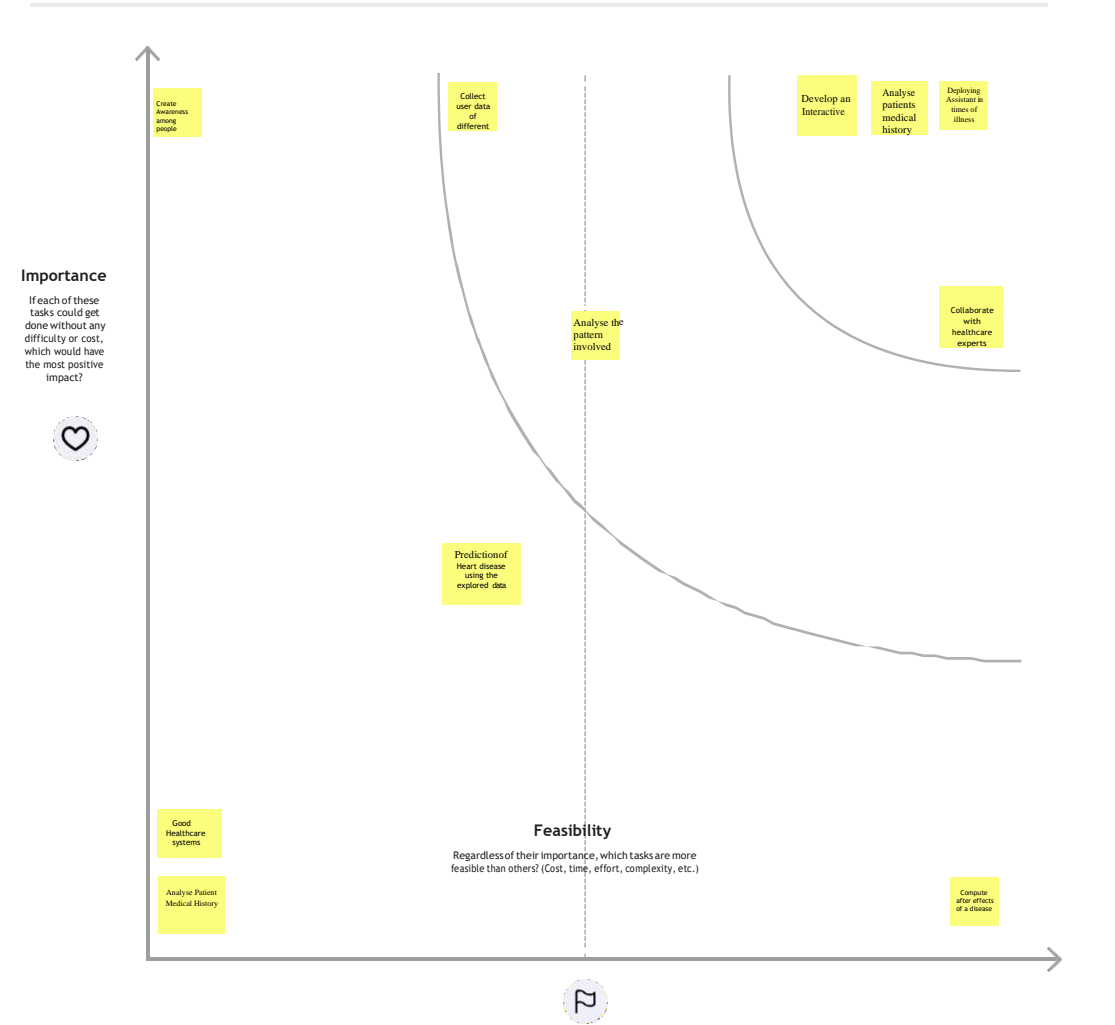 Create
Awareness
among
people
Collect
user data
of
different
Develop an
Interactive
Analyse
patients
medical
history
Deploying
Assistant in
times of
illness
Importance
If each of these
tasks could get
done without any
difficulty or cost,
which would have
the most positive
impact?
Collaborate
with
healthcare
experts
Analyse the
pattern
involved
Predictionof
Heart disease
using the
explored data
Good
Healthcare
systems
Analyse Patient
Medical History
Feasibility
Regardless of their importance, which tasks are more
feasible than others? (Cost, time, effort, complexity, etc.)
Compute
after effects
of a disease